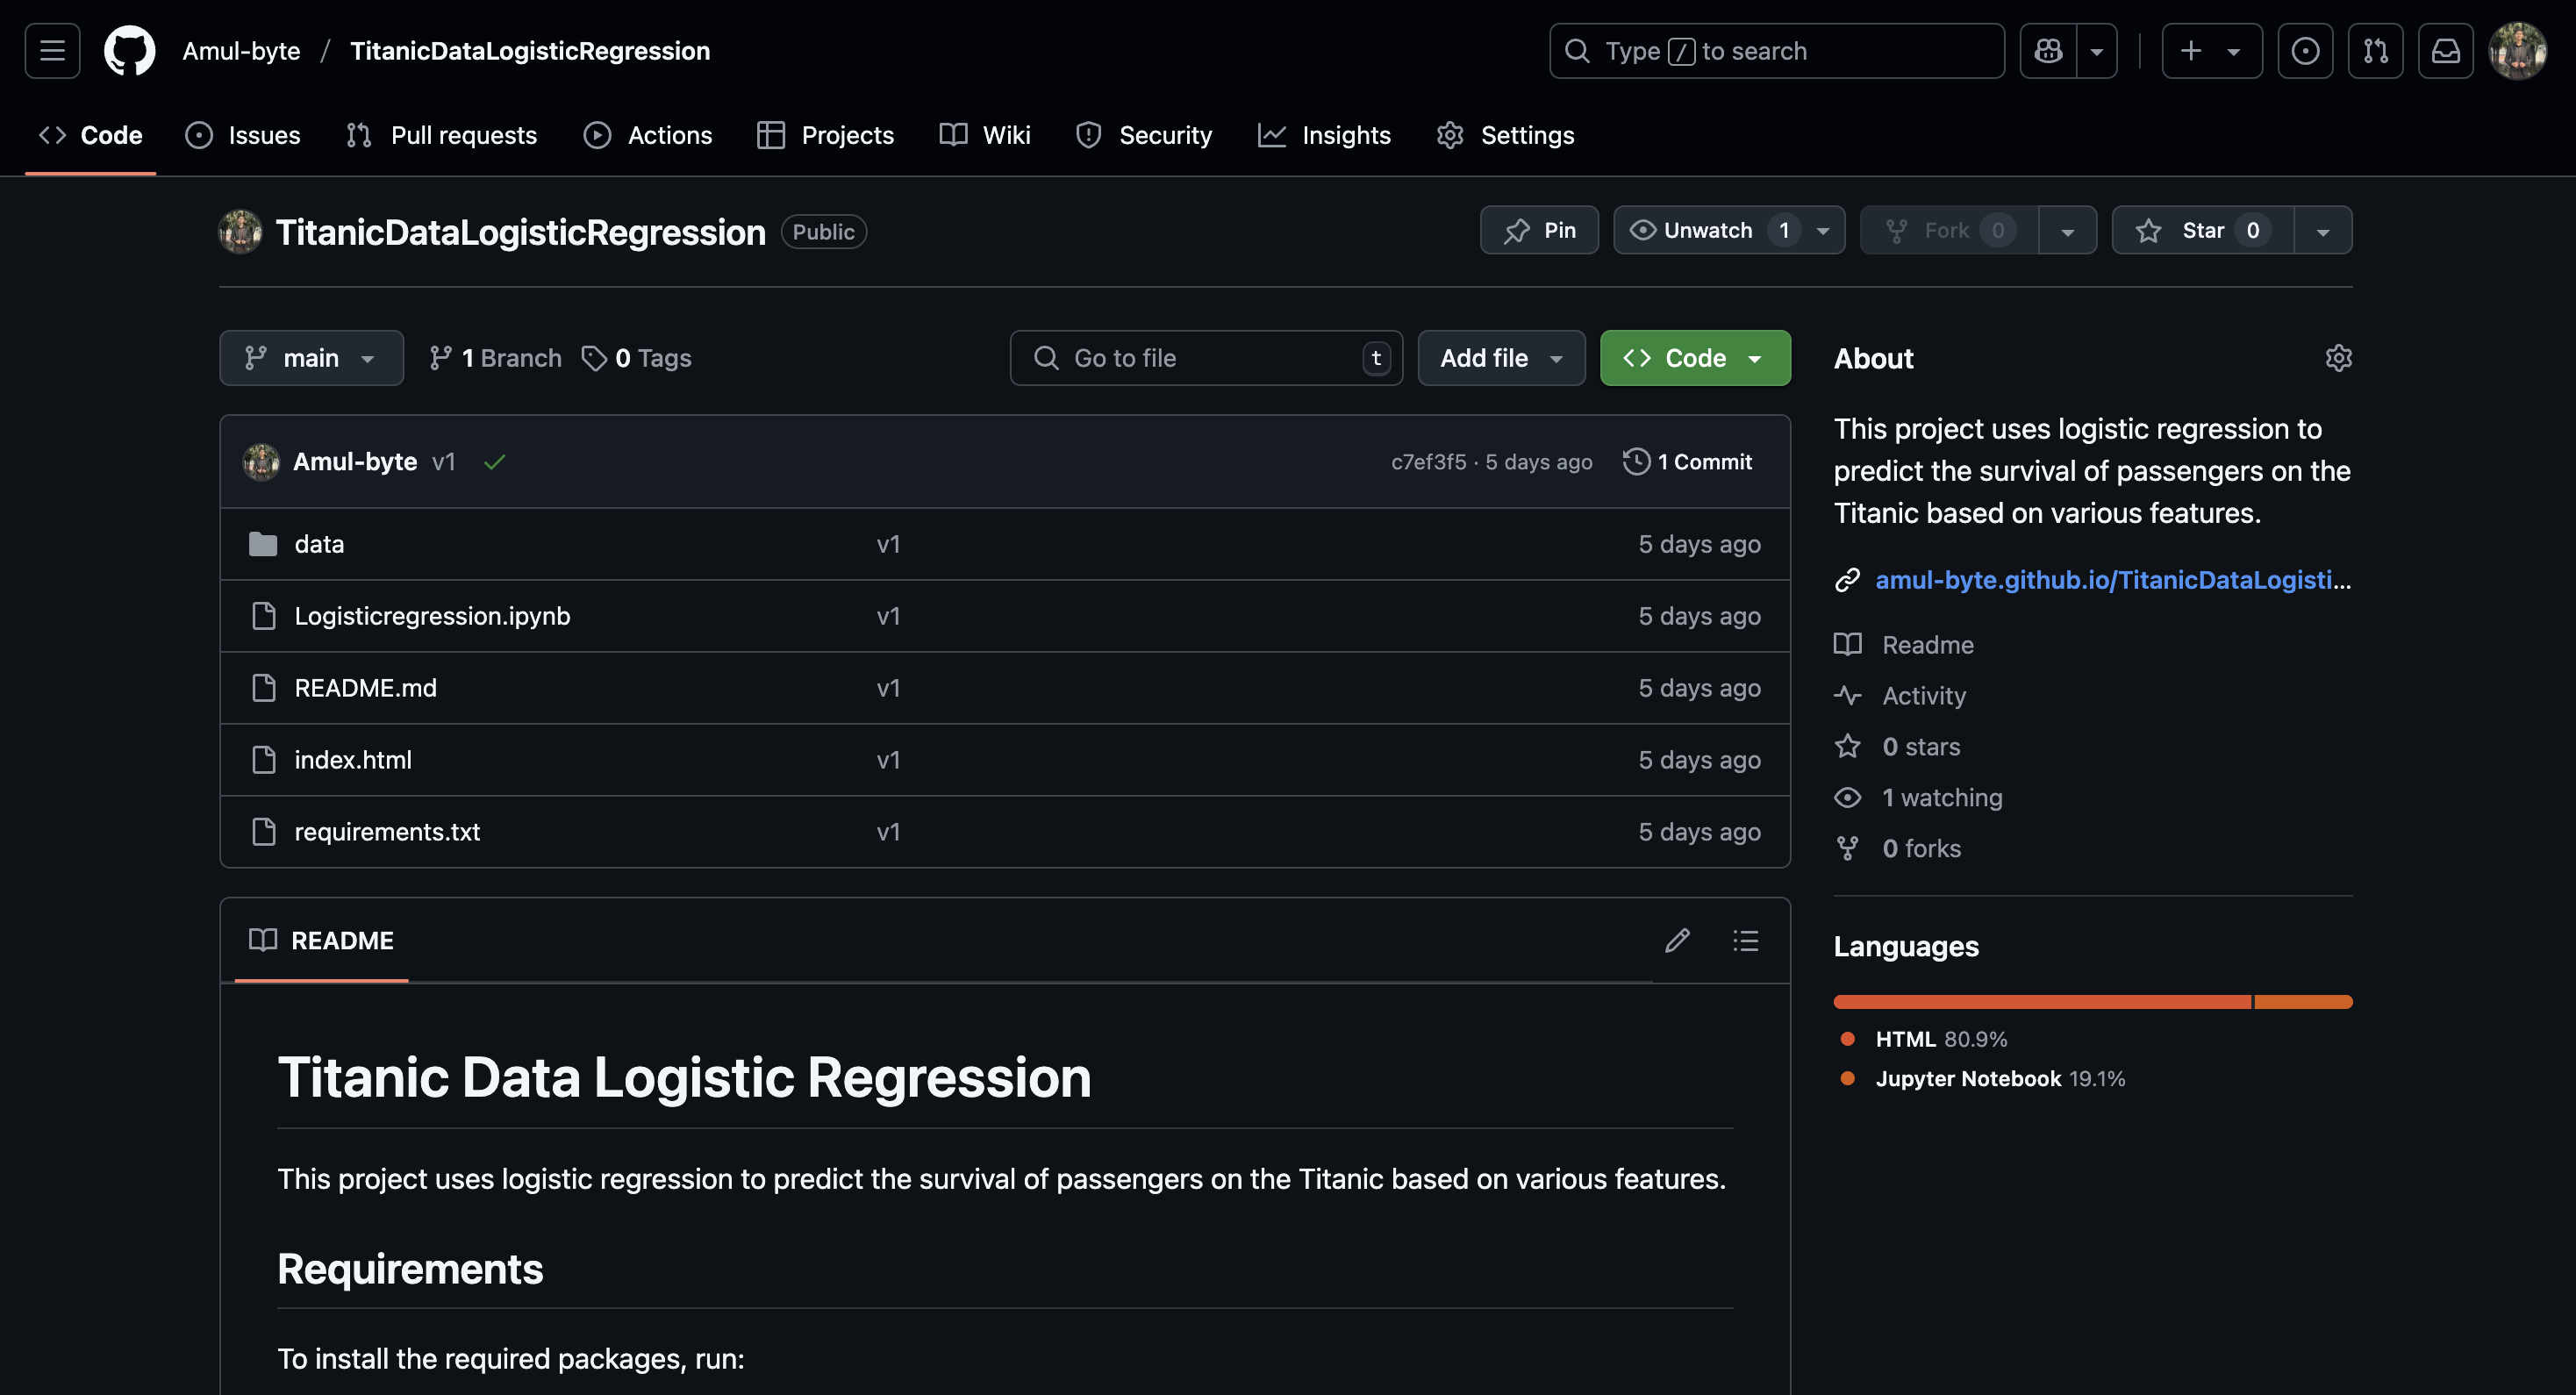 Amul-byte / TitanicDataLogisticRegression
Type / to search
Code Issues Pull requests Actions Projects Wiki Security Insights Settings
TitanicDataLogisticRegression Public
Pin Unwatch 1 Fork 0 Star 0
main 1 Branch 0 Tags
Go to file t Add file Code
Amul-byte v1 c7ef3f5 · 5 days ago 1 Commit
data v1 5 days ago
Logisticregression.ipynb v1 5 days ago
README.md v1 5 days ago
index.html v1 5 days ago
requirements.txt v1 5 days ago
README
Titanic Data Logistic Regression
This project uses logistic regression to predict the survival of passengers on the Titanic based on various features.
Requirements
To install the required packages, run:
About
This project uses logistic regression to
predict the survival of passengers on the
Titanic based on various features.
amul-byte.github.io/TitanicDataLogisti...
Readme
Activity
0 stars
1 watching
0 forks
Languages
HTML 80.9%
Jupyter Notebook 19.1%